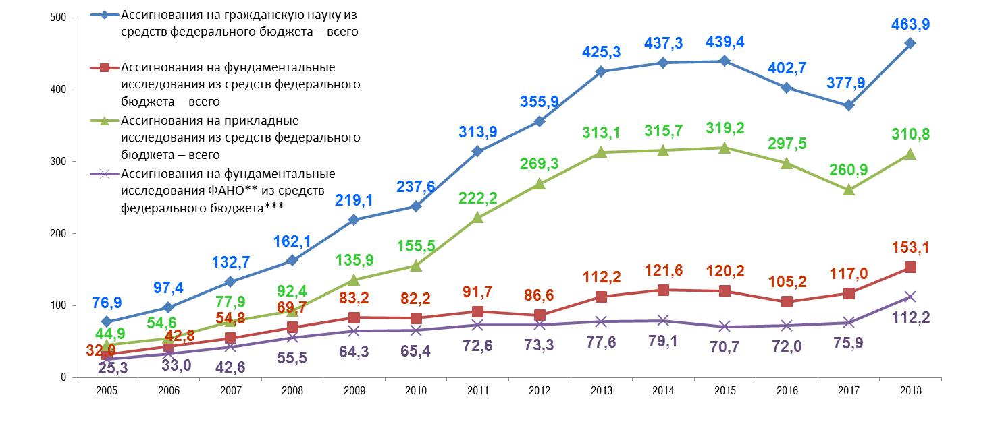 Ассигнования на гражданскую науку из
средств федерального бюджета – всего
Ассигнования на фундаментальные
исследования из средств федерального
бюджета – всего
Ассигнования на прикладные
исследования из средств федерального
бюджета – всего
Ассигнования на фундаментальные
исследования ФАНО** из средств
федерального бюджета***
500
400
300
200
100
0
76,9 97,4 132,7 162,1 219,1 237,6 313,9 355,9 425,3 437,3 439,4 402,7 377,9 463,9
44,9 54,6 77,9 92,4 135,9 155,5 222,2 269,3 313,1 315,7 319,2 297,5 260,9 310,8
32,0 42,8 54,8 69,7 83,2 82,2 91,7 86,6 112,2 121,6 120,2 105,2 117,0 153,1
25,3 33,0 42,6 55,5 64,3 65,4 72,6 73,3 77,6 79,1 70,7 72,0 75,9 112,2
2005 2006 2007 2008 2009 2010 2011 2012 2013 2014 2015 2016 2017 2018